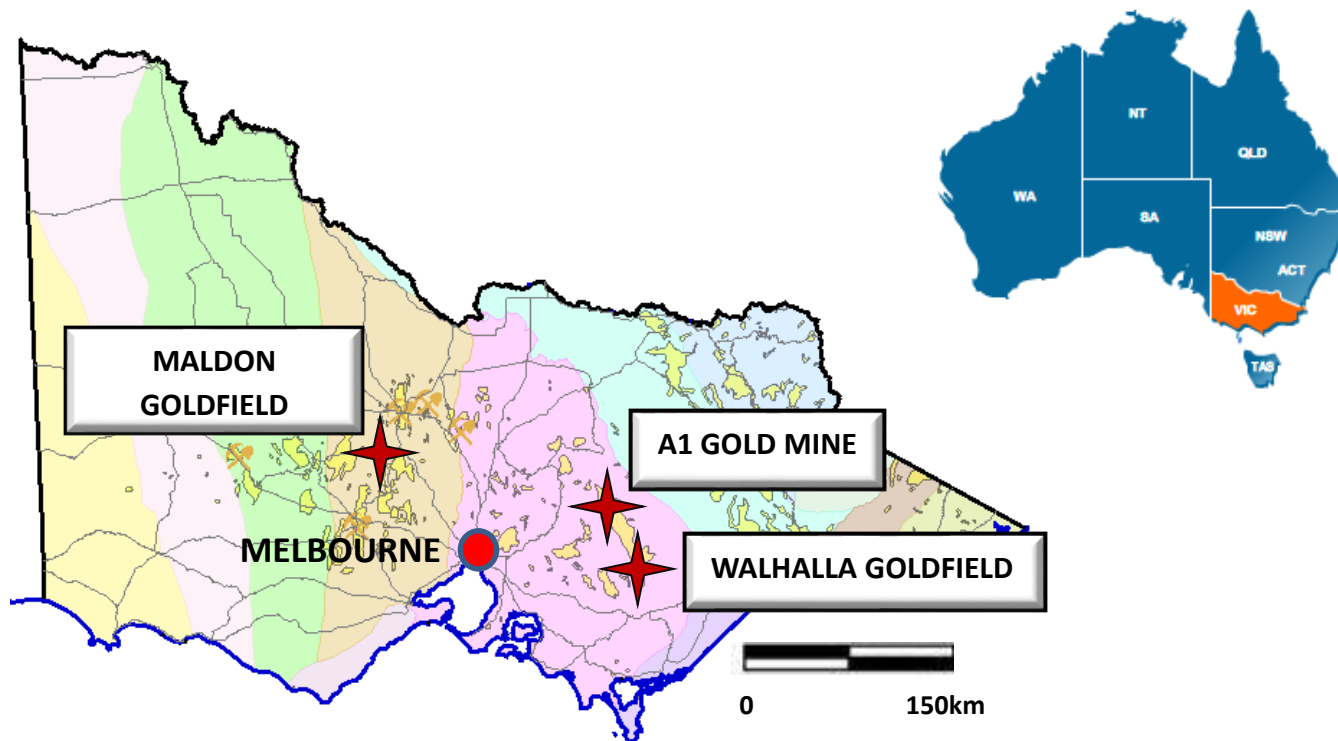 NT
QLD
WA
SA
NSW
ACT
VIC
TAS
MALDON
GOLDFIELD
A1 GOLD MINE
MELBOURNE
WALHALLA GOLDFIELD
0 150km